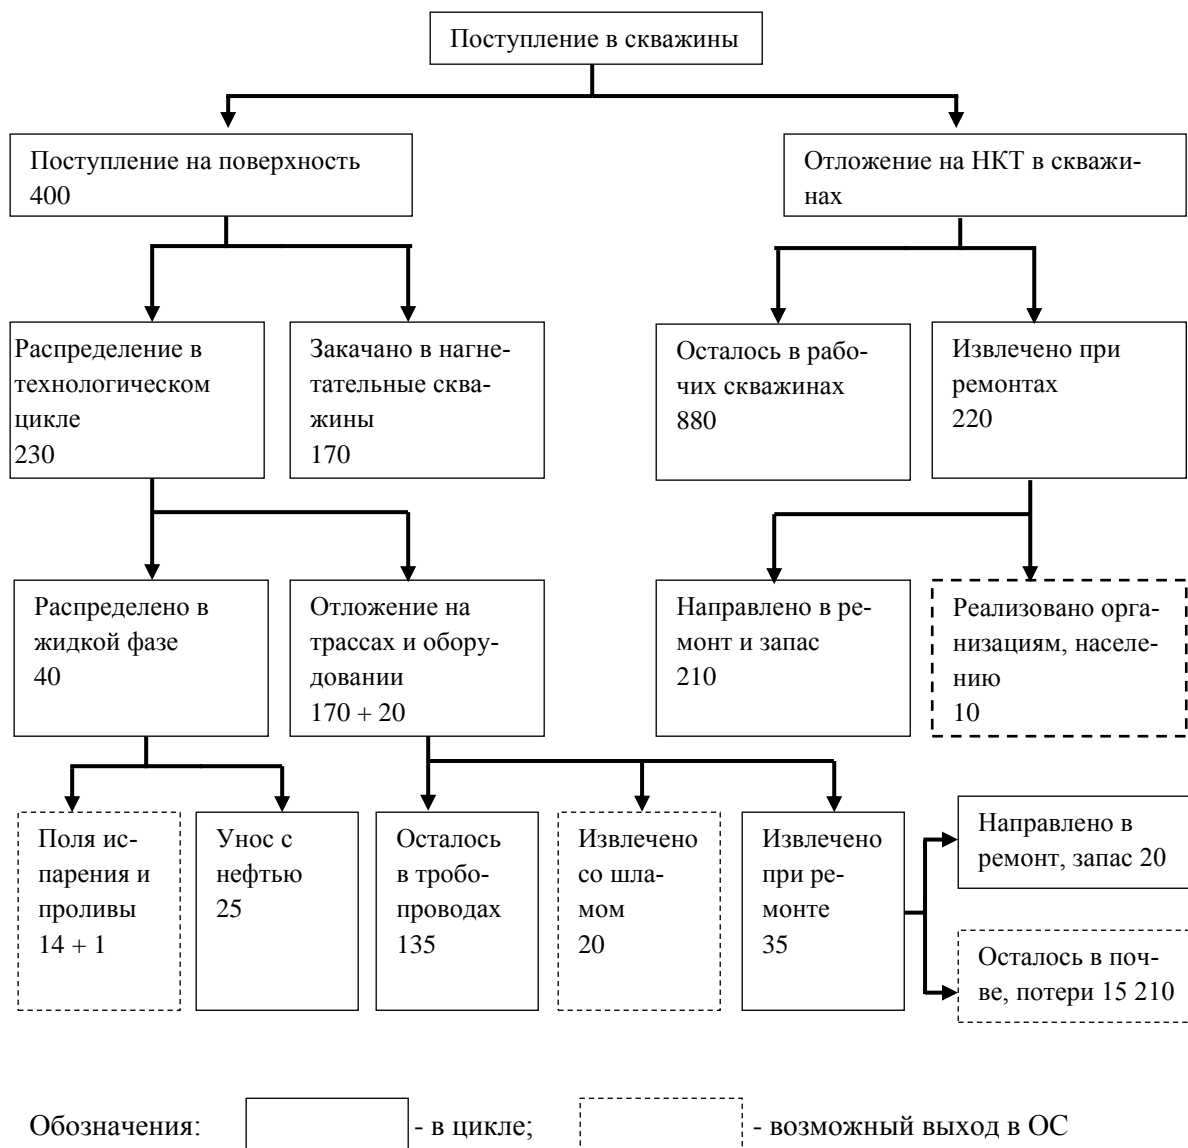 Поступление в скважины
Поступление на поверхность
400
Отложение на НКТ в скважи-
нах
Распределение в
технологическом
цикле
230
Закачано в нагне-
тательные сква-
жины
170
Осталось в рабо-
чих скважинах
880
Извлечено при
ремонтах
220
Распределено в
жидкой фазе
40
Отложение на
трассах и обору-
довании
170 + 20
Направлено в ре-
монт и запас
210
Реализовано орга-
низациям, населе-
нию
10
Поля ис-
парения и
проливы
14 + 1
Унос с
нефтью
25
Осталось
в тробо-
проводах
135
Извлечено
со шла-
мом
20
Извлечено
при ре-
монте
35
Направлено в
ремонт, запас 20
Осталось в поч-
ве, потери 15 210
Обозначения: - в цикле; - возможный выход в ОС